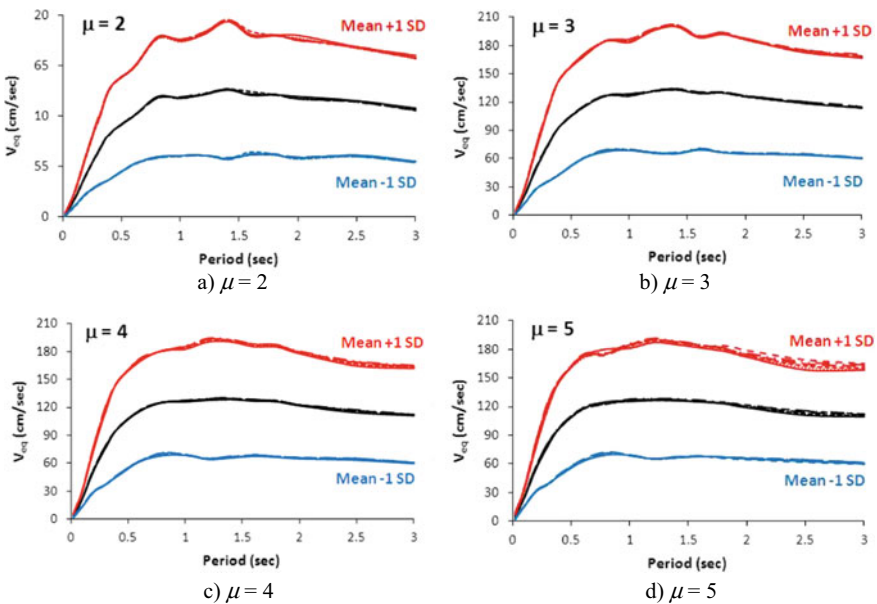 μ = 2
Mean +1 SD
Mean -1 SD
20
65
10
55
0
V_eq (cm/sec)
0 0.5 1 1.5 2 2.5 3
Period (sec)
a) μ = 2
μ = 3
Mean +1 SD
Mean -1 SD
210
180
150
120
90
60
30
0
V_eq (cm/sec)
0 0.5 1 1.5 2 2.5 3
Period (sec)
b) μ = 3
μ = 4
Mean +1 SD
Mean -1 SD
210
180
150
120
90
60
30
0
V_eq (cm/sec)
0 0.5 1 1.5 2 2.5 3
Period (sec)
c) μ = 4
μ = 5
Mean +1 SD
Mean -1 SD
210
180
150
120
90
60
30
0
V_eq (cm/sec)
0 0.5 1 1.5 2 2.5 3
Period (sec)
d) μ = 5